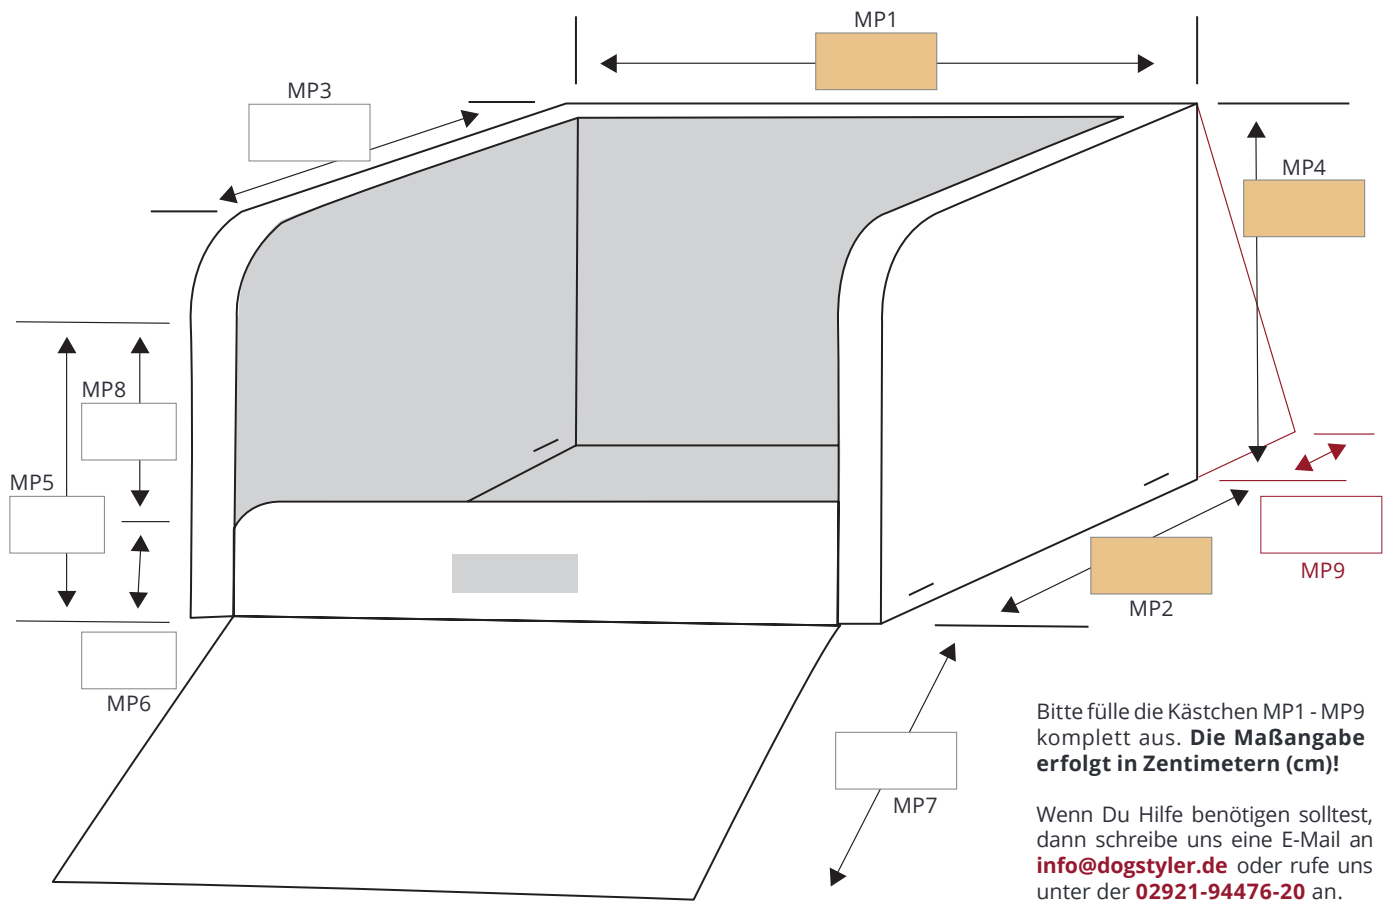 MP1
MP3
MP4
MP8
MP5
MP9
MP2
MP6
MP7
Bitte fülle die Kästchen MP1 - MP9
komplett aus. Die Maßangabe
erfolgt in Zentimetern (cm)!
Wenn Du Hilfe benötigen solltest,
dann schreibe uns eine E-Mail an
info@dogstyler.de oder rufe uns
unter der 02921-94476-20 an.